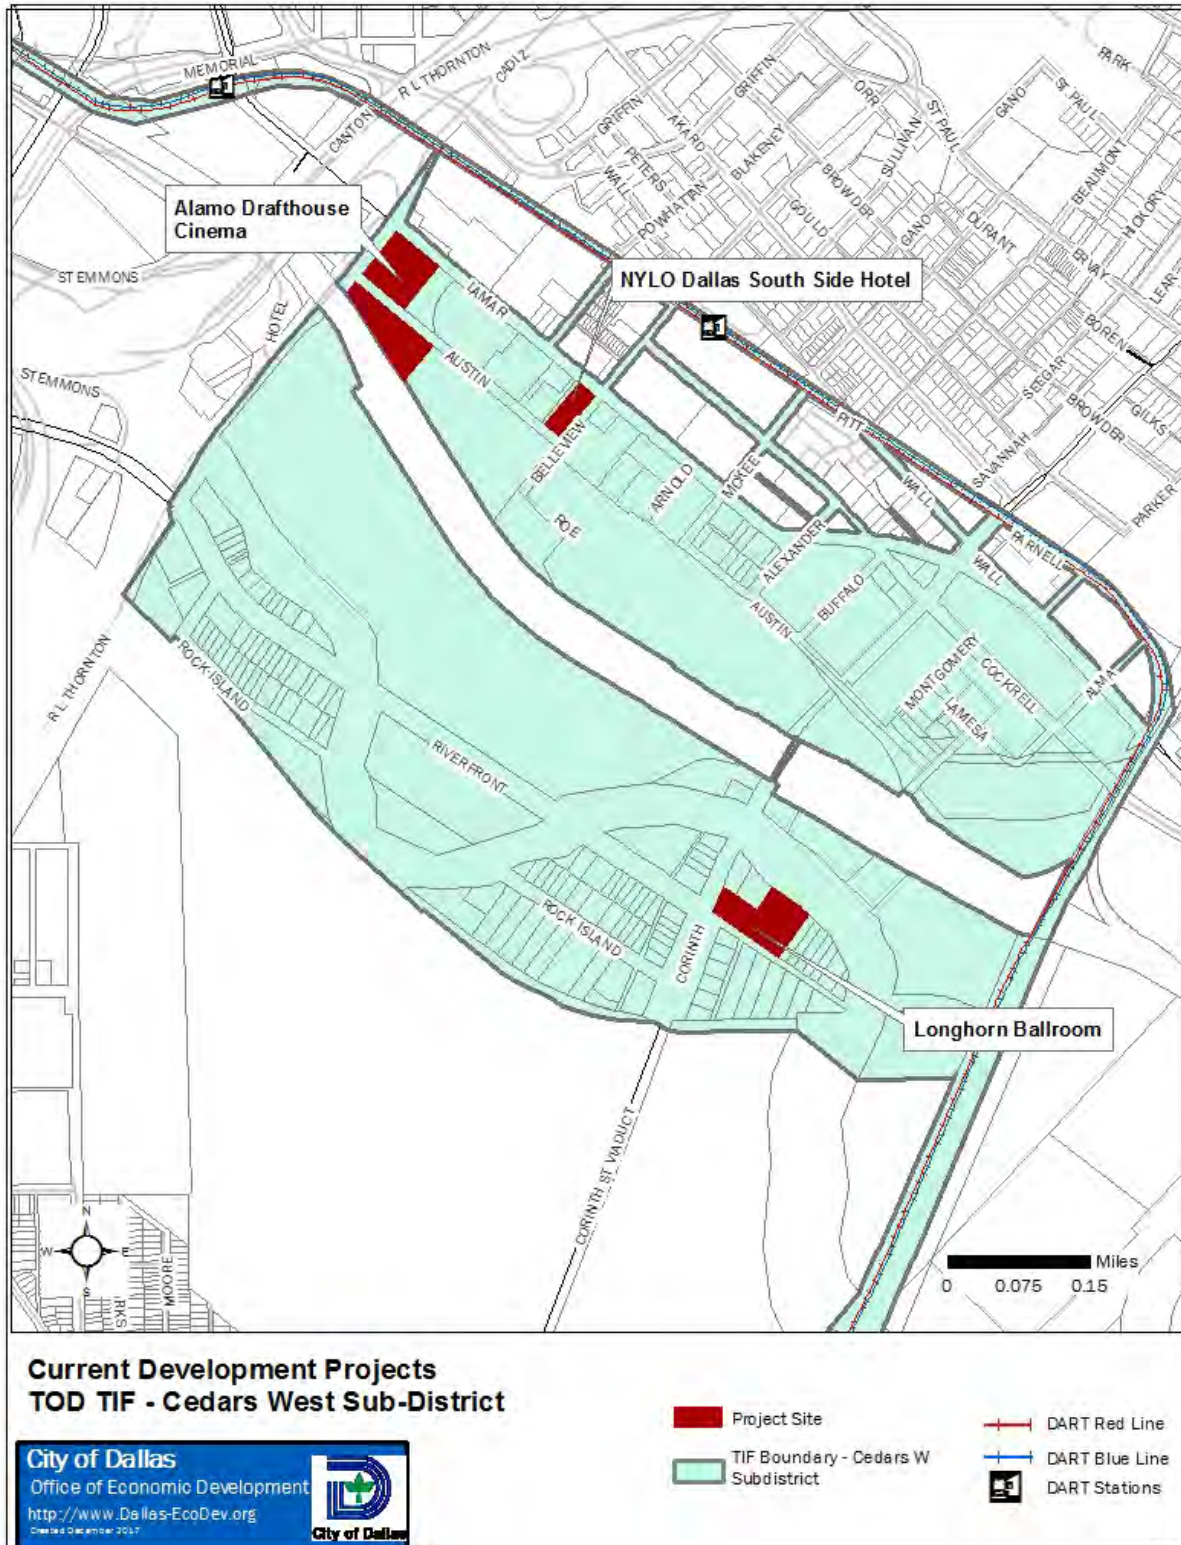 MEMORIAL
R L THORNTON
CADIZ
CANTON
GRIFFIN
GRIFFIN
AKARD
PETERS
WALL
POWHATTAN
BLAKENEY
ORR
SULLIVAN
ST PAUL
GANO
ST. PAUL
PARK
BROWDER
GOULD
GANO
DURANT
BEAUMONT
HICKORY
ERVAY
LEAR
BOREN
SEEGAR
BROWDER
GILKS
SAVANNAH
PARKER
Alamo Drafthouse
Cinema
NYLO Dallas South Side Hotel
STEMMONS
HOTEL
STEMMONS
LAMAR
AUSTIN
BELLEVIEW
ROE
ARNOLD
MCKEE
PITT
WALL
PARNELL
WALL
ALEXANDER
BUFFALO
AUSTIN
MONTGOMERY
COCKRELL
LAMESA
ALMA
R L THORNTON
ROCK ISLAND
RIVERFRONT
ROCK ISLAND
CORINTH
Longhorn Ballroom
CORINTH ST VIADUCT
N
W E
S
MOORE
RKS
Miles
0 0.075 0.15
Current Development Projects
TOD TIF - Cedars West Sub-District
City of Dallas
Office of Economic Development
http://www.Dallas-EcoDev.org
Created December 2017
City of Dallas
Project Site
TIF Boundary - Cedars W
Subdistrict
DART Red Line
DART Blue Line
DART Stations